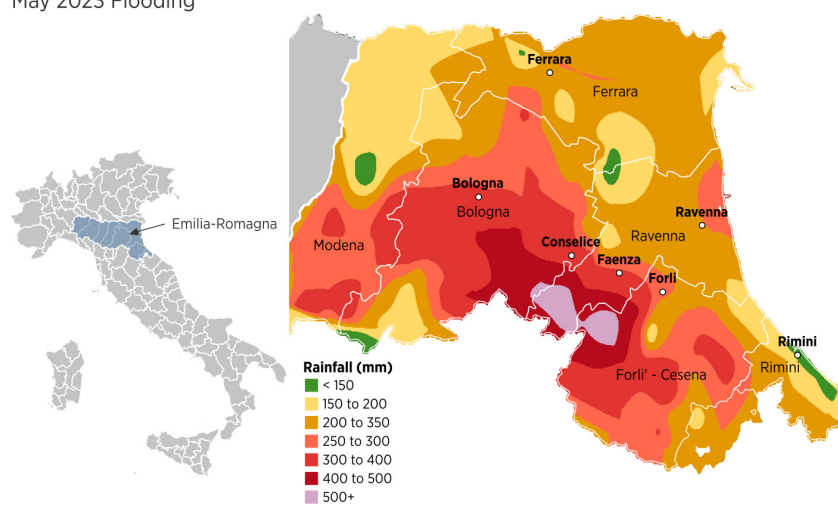 May 2023 Flooding
Emilia-Romagna
Ferrara
Ferrara
Bologna
Bologna
Modena
Ravenna
Ravenna
Conselice
Faenza
Forli
Rimini
Rimini
Forli' - Cesena
Rainfall (mm)
< 150
150 to 200
200 to 350
250 to 300
300 to 400
400 to 500
500+